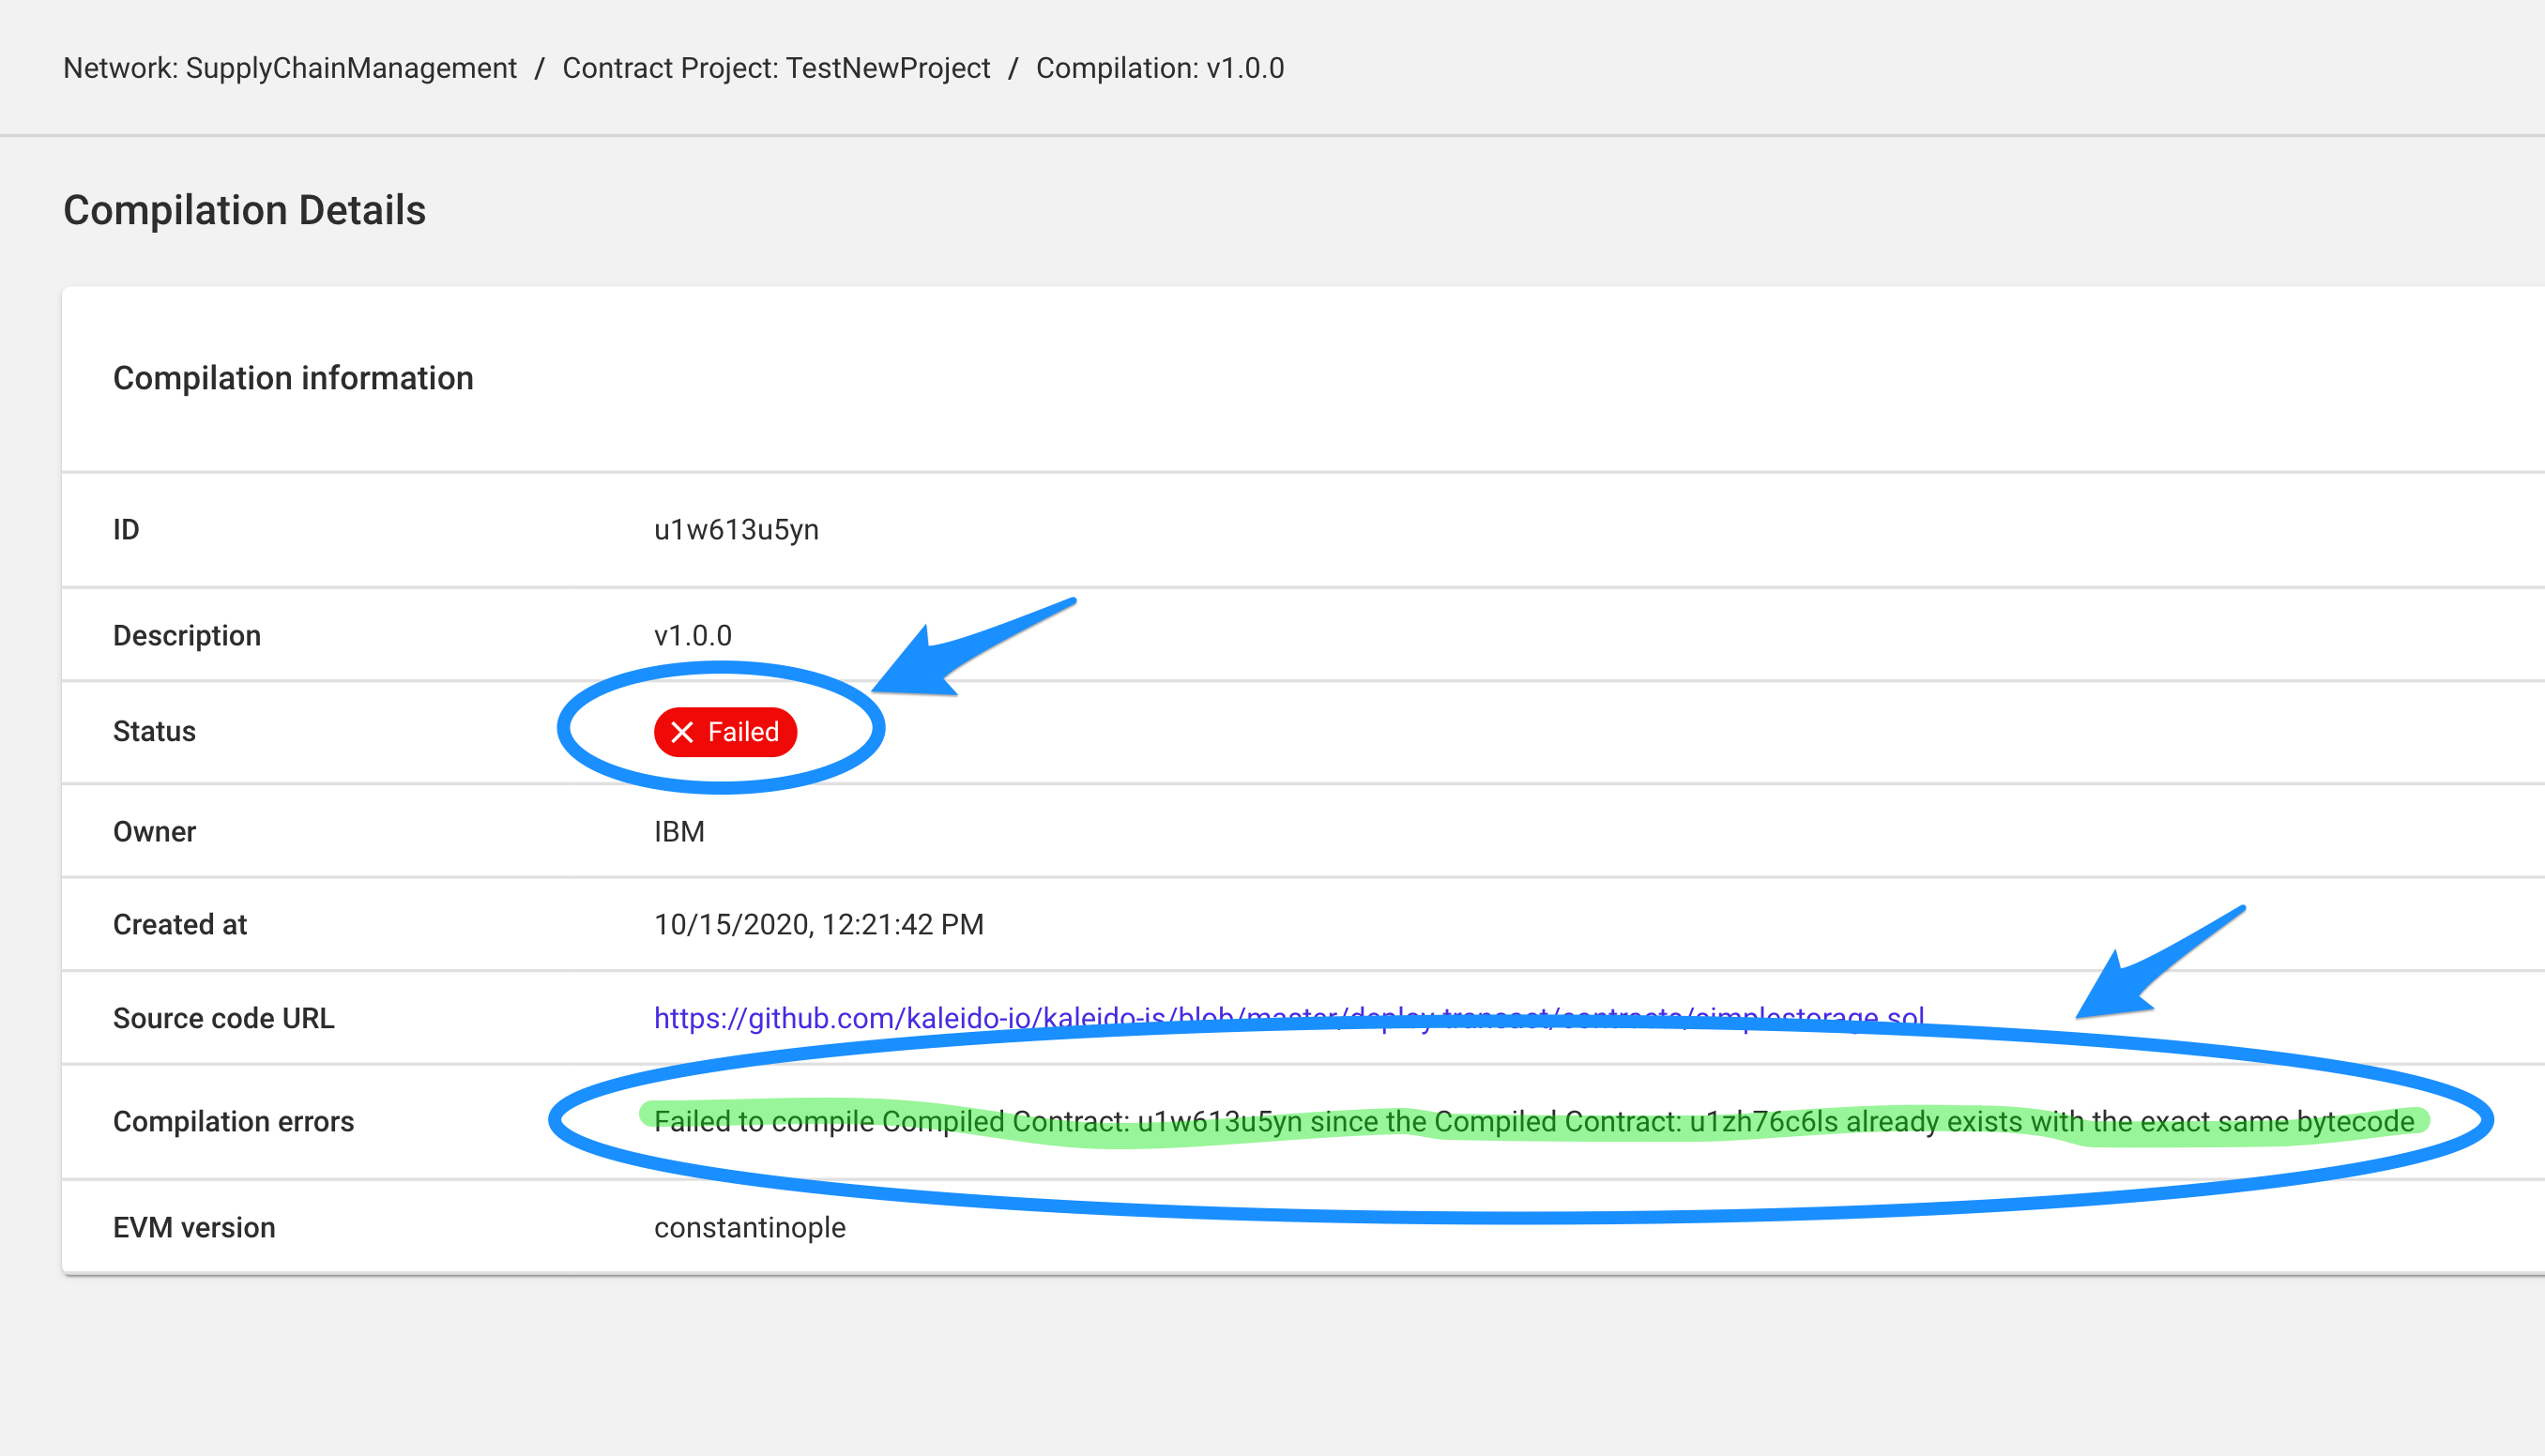 Network: SupplyChainManagement / Contract Project: TestNewProject / Compilation: v1.0.0
Compilation Details
Compilation information
ID u1w613u5yn
Description v1.0.0
Status Failed
Owner IBM
Created at 10/15/2020, 12:21:42 PM
Source code URL https://github.com/kaleido-io/kaleido-js/blob/master/deploy-transact/contracts/simplestorage.sol
Compilation errors Failed to compile Compiled Contract: u1w613u5yn since the Compiled Contract: u1zh76c6ls already exists with the exact same bytecode
EVM version constantinople